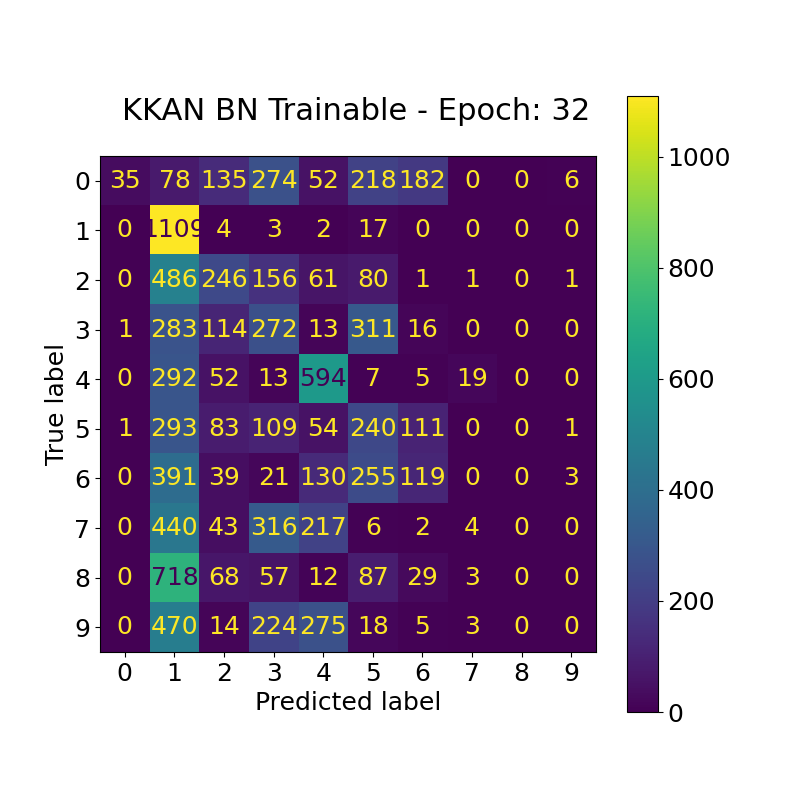 KKAN BN Trainable - Epoch: 32
0 35 78 135 274 52 218 182 0 0 6
1 0 1109 4 3 2 17 0 0 0 0
2 0 486 246 156 61 80 1 1 0 1
3 1 283 114 272 13 311 16 0 0 0
4 0 292 52 13 594 7 5 19 0 0
5 1 293 83 109 54 240 111 0 0 1
6 0 391 39 21 130 255 119 0 0 3
7 0 440 43 316 217 6 2 4 0 0
8 0 718 68 57 12 87 29 3 0 0
9 0 470 14 224 275 18 5 3 0 0
0 1 2 3 4 5 6 7 8 9
Predicted label
True label
1000
800
600
400
200
0